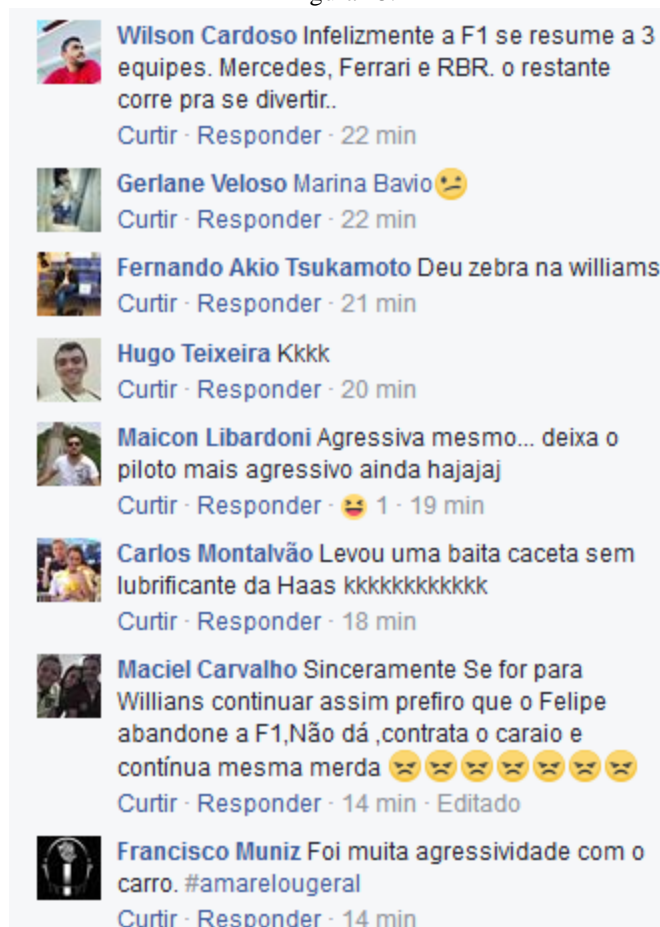 Wilson Cardoso Infelizmente a F1 se resume a 3
equipes. Mercedes, Ferrari e RBR. o restante
corre pra se divertir..
Curtir · Responder · 22 min
Gerlane Veloso Marina Bavio
Curtir · Responder · 22 min
Fernando Akio Tsukamoto Deu zebra na williams
Curtir · Responder · 21 min
Hugo Teixeira Kkkk
Curtir · Responder · 20 min
Maicon Libardoni Agressiva mesmo... deixa o
piloto mais agressivo ainda hajajaj
Curtir · Responder · 😆 1 · 19 min
Carlos Montalvão Levou uma baita caceta sem
lubrificante da Haas kkkkkkkkkkkk
Curtir · Responder · 18 min
Maciel Carvalho Sinceramente Se for para
Willians continuar assim prefiro que o Felipe
abandone a F1,Não dá ,contrata o caraio e
contínua mesma merda 😠😠😠😠😠😠😠
Curtir · Responder · 14 min · Editado
Francisco Muniz Foi muita agressividade com o
carro. #amarelougeral
Curtir · Responder · 14 min